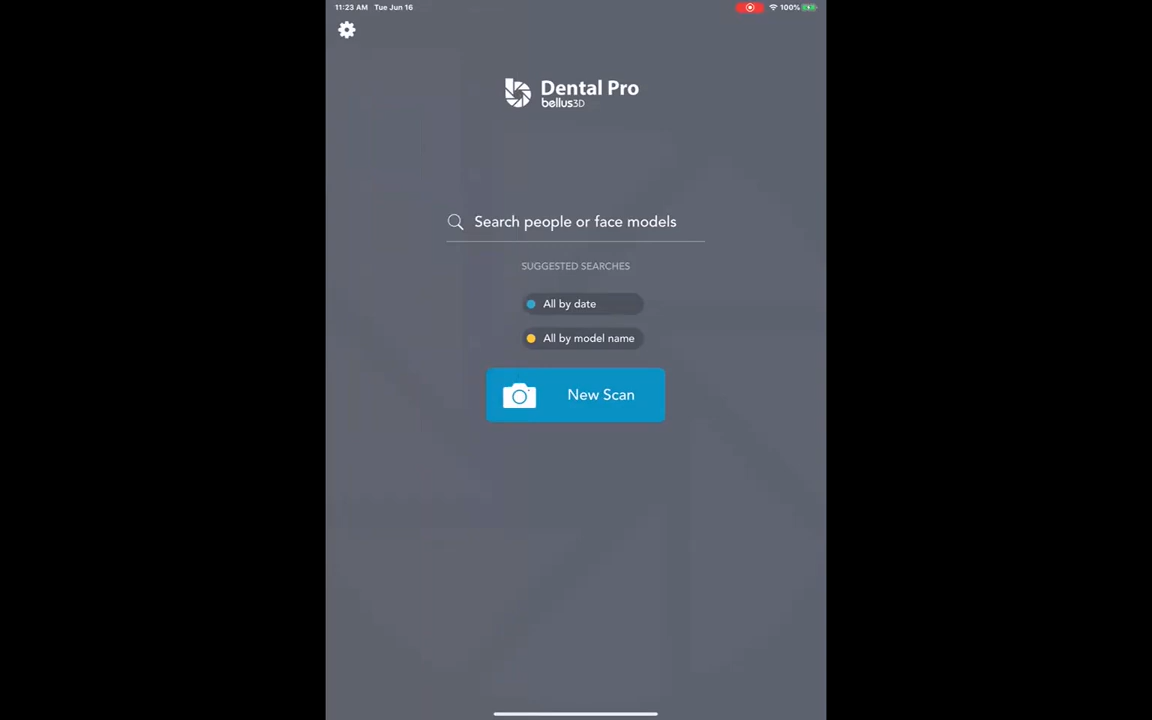 11:23 AM Tue Jun 16 100%
Dental Pro
bellus3D
Search people or face models
SUGGESTED SEARCHES
All by date
All by model name
New Scan